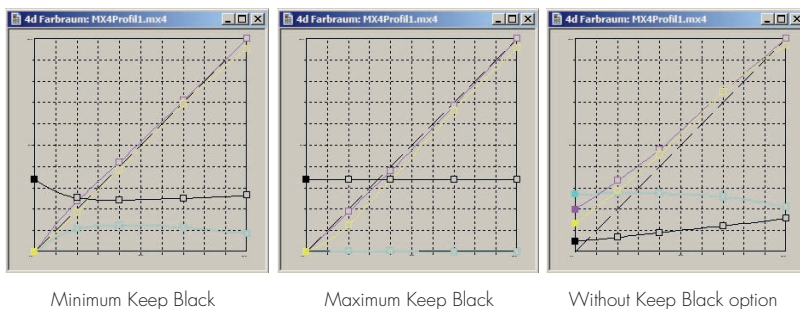 4d Farbraum: MX4Profil1.mx4
4d Farbraum: MX4Profil1.mx4
4d Farbraum: MX4Profil1.mx4
Minimum Keep Black
Maximum Keep Black
Without Keep Black option